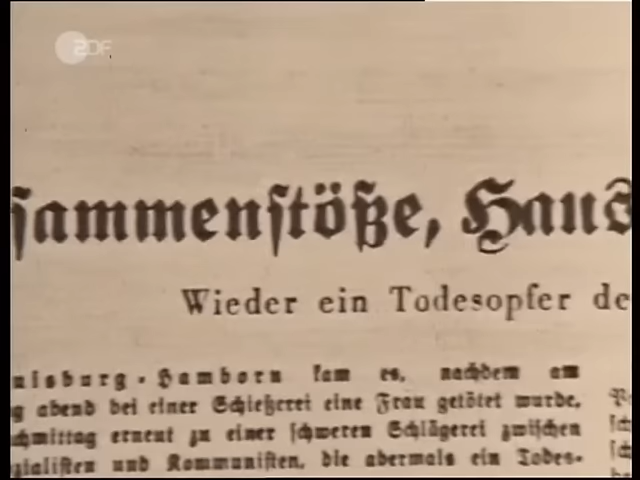 ZDF
sammenstöße, Haus
Wieder ein Todesopfer de
uisburg-Hamborn kam es, nachdem am
g abend bei einer Schießerei eine Frau getötet wurde,
chmittag erneut zu einer schweren Schlägerei zwischen
zialisten und Kommunisten, die abermals ein Todes-